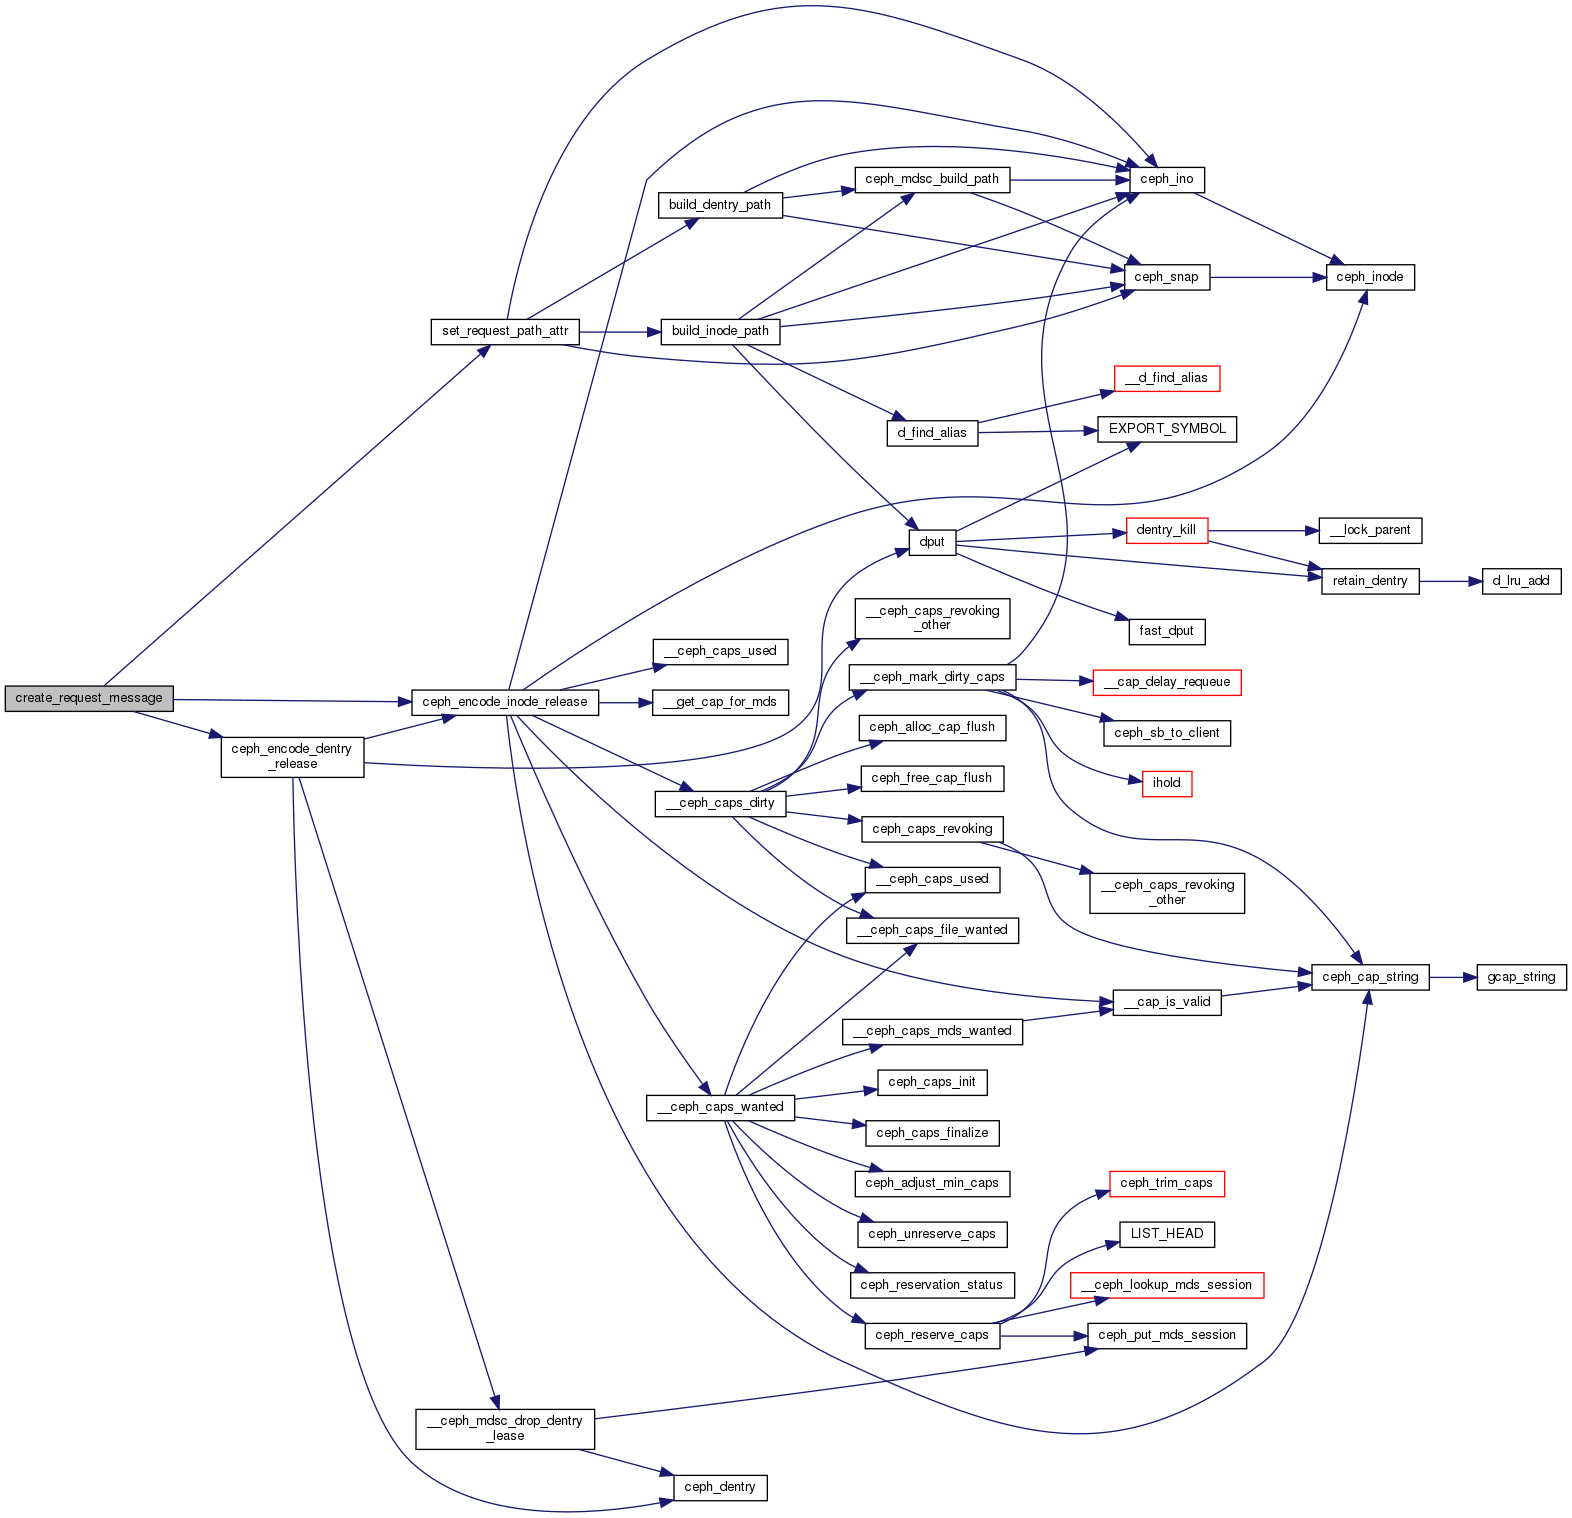 ceph_mdsc_build_path
ceph_ino
build_dentry_path
ceph_snap
ceph_inode
set_request_path_attr
build_inode_path
__d_find_alias
d_find_alias
EXPORT_SYMBOL
dentry_kill
__lock_parent
dput
retain_dentry
d_lru_add
__ceph_caps_revoking
_other
fast_dput
__ceph_caps_used
__ceph_mark_dirty_caps
__cap_delay_requeue
create_request_message
ceph_encode_inode_release
__get_cap_for_mds
ceph_alloc_cap_flush
ceph_sb_to_client
ceph_encode_dentry
_release
ceph_free_cap_flush
ihold
__ceph_caps_dirty
ceph_caps_revoking
__ceph_caps_used
__ceph_caps_revoking
_other
__ceph_caps_file_wanted
ceph_cap_string
gcap_string
__cap_is_valid
__ceph_caps_mds_wanted
ceph_caps_init
__ceph_caps_wanted
ceph_caps_finalize
ceph_adjust_min_caps
ceph_trim_caps
ceph_unreserve_caps
LIST_HEAD
ceph_reservation_status
__ceph_lookup_mds_session
ceph_reserve_caps
ceph_put_mds_session
__ceph_mdsc_drop_dentry
_lease
ceph_dentry